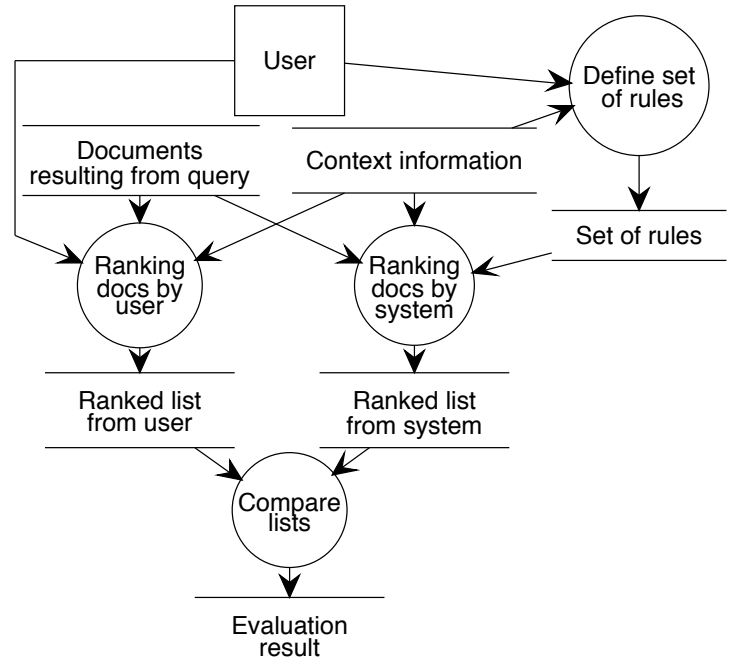 User
Define set
of rules
Documents
resulting from query
Context information
Set of rules
Ranking
docs by
user
Ranking
docs by
system
Ranked list
from user
Ranked list
from system
Compare
lists
Evaluation
result